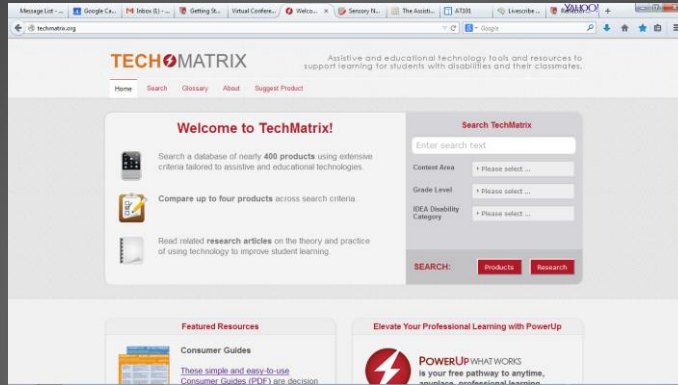 Message List - ... Google Ca... Inbox (1) - ... Getting St... Virtual Confere... Welco... Sensory N... The Assisti... AT101 Livescribe ... YAHOO!
techmatrix.org
Google
TECHMATRIX
Assistive and educational technology tools and resources to
support learning for students with disabilities and their classmates.
Home Search Glossary About Suggest Product
Welcome to TechMatrix!
Search a database of nearly 400 products using extensive
criteria tailored to assistive and educational technologies.
Compare up to four products across search criteria
Read related research articles on the theory and practice
of using technology to improve student learning.
Search TechMatrix
Enter search text
Content Area Please select ...
Grade Level Please select ...
IDEA Disability
Category Please select ...
SEARCH: Products Research
Featured Resources
Consumer Guides
These simple and easy-to-use
Consumer Guides (PDF) are decision
Elevate Your Professional Learning with PowerUp
POWERUP WHAT WORKS
is your free pathway to anytime,
anyplace, professional learning